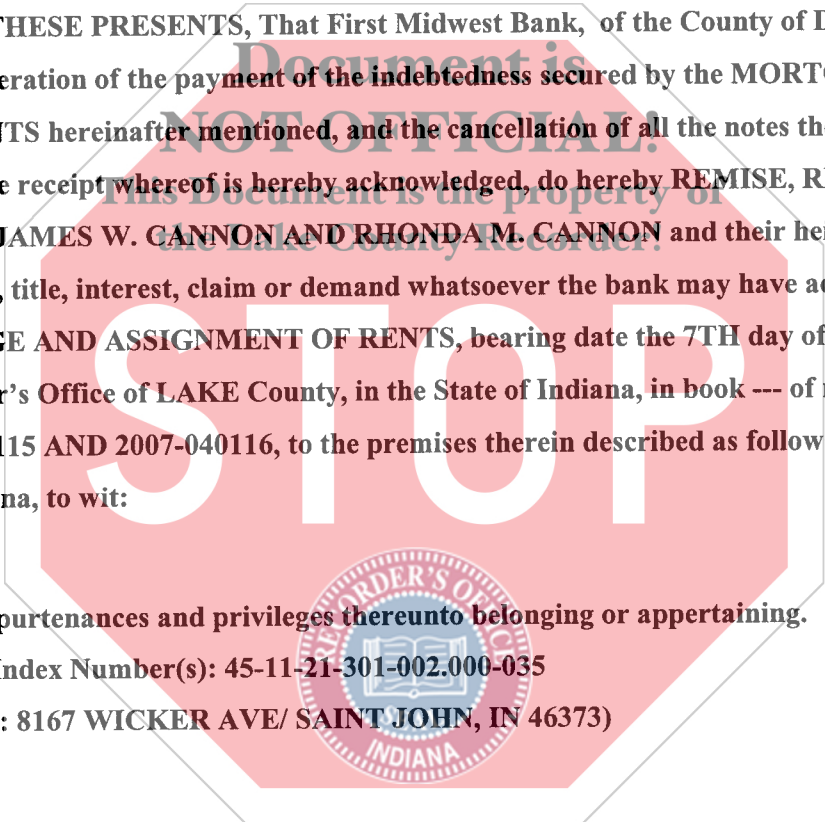 THESE PRESENTS, That First Midwest Bank, of the County of D
Document is
eration of the payment of the indebtedness secured by the MORT
NOT OFFICIAL!
TS hereinafter mentioned, and the cancellation of all the notes th
This Document is the property of
e receipt whereof is hereby acknowledged, do hereby REMISE, R
the Lake County Recorder!
JAMES W. CANNON AND RHONDA M. CANNON and their hei
, title, interest, claim or demand whatsoever the bank may have ac
GE AND ASSIGNMENT OF RENTS, bearing date the 7TH day of
STOP
r's Office of LAKE County, in the State of Indiana, in book --- of
115 AND 2007-040116, to the premises therein described as follow
na, to wit:
RECORDER'S OFFICE
purtenances and privileges thereunto belonging or appertaining.
Index Number(s): 45-11-21-301-002.000-035
: 8167 WICKER AVE/ SAINT JOHN, IN 46373)
SEAL
INDIANA